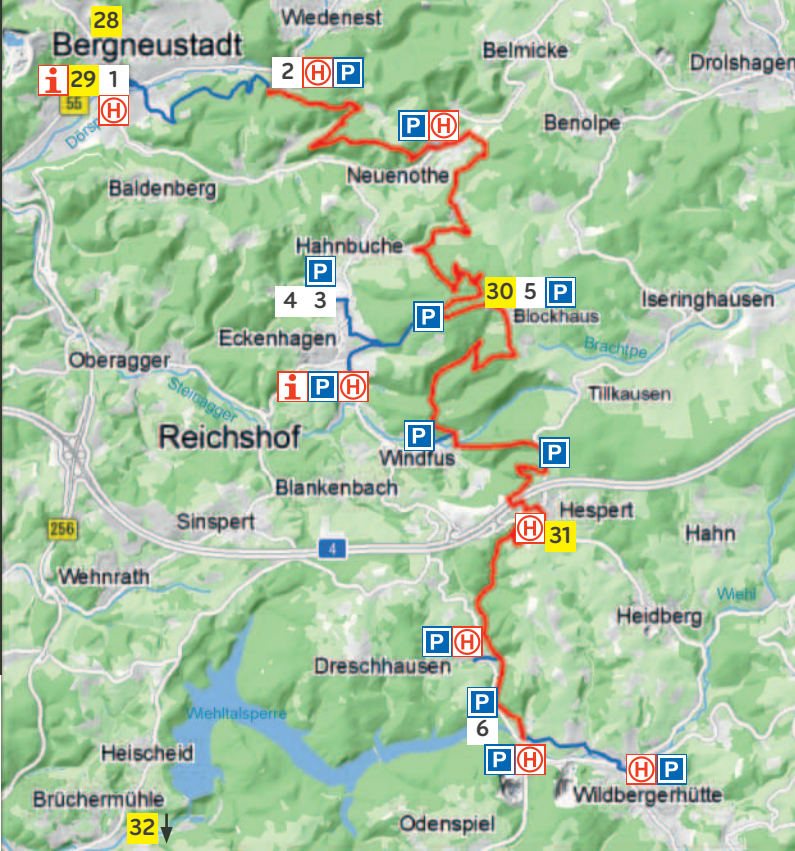 28
Wiedenest
Bergneustadt
Belmicke
Drolshagen
i 29 1
2 H P
55
H
P H
Benolpe
Neuenothe
Baldenberg
Hahnbuche
P
4 3
30 5 P
Iseringhausen
P
Blockhaus
Eckenhagen
Brachtpe
Oberagger
Steinagger
i P H
Tillkausen
Reichshof
P
Windfus
P
Blankenbach
Hespert
Sinspert
256
H 31
Hahn
4
Wehnrath
Wiehl
Heidberg
P H
Dreschhausen
P
6
Wiehltalsperre
Heischeid
P H
H P
Wildbergerhütte
Brüchermühle
32
Odenspiel